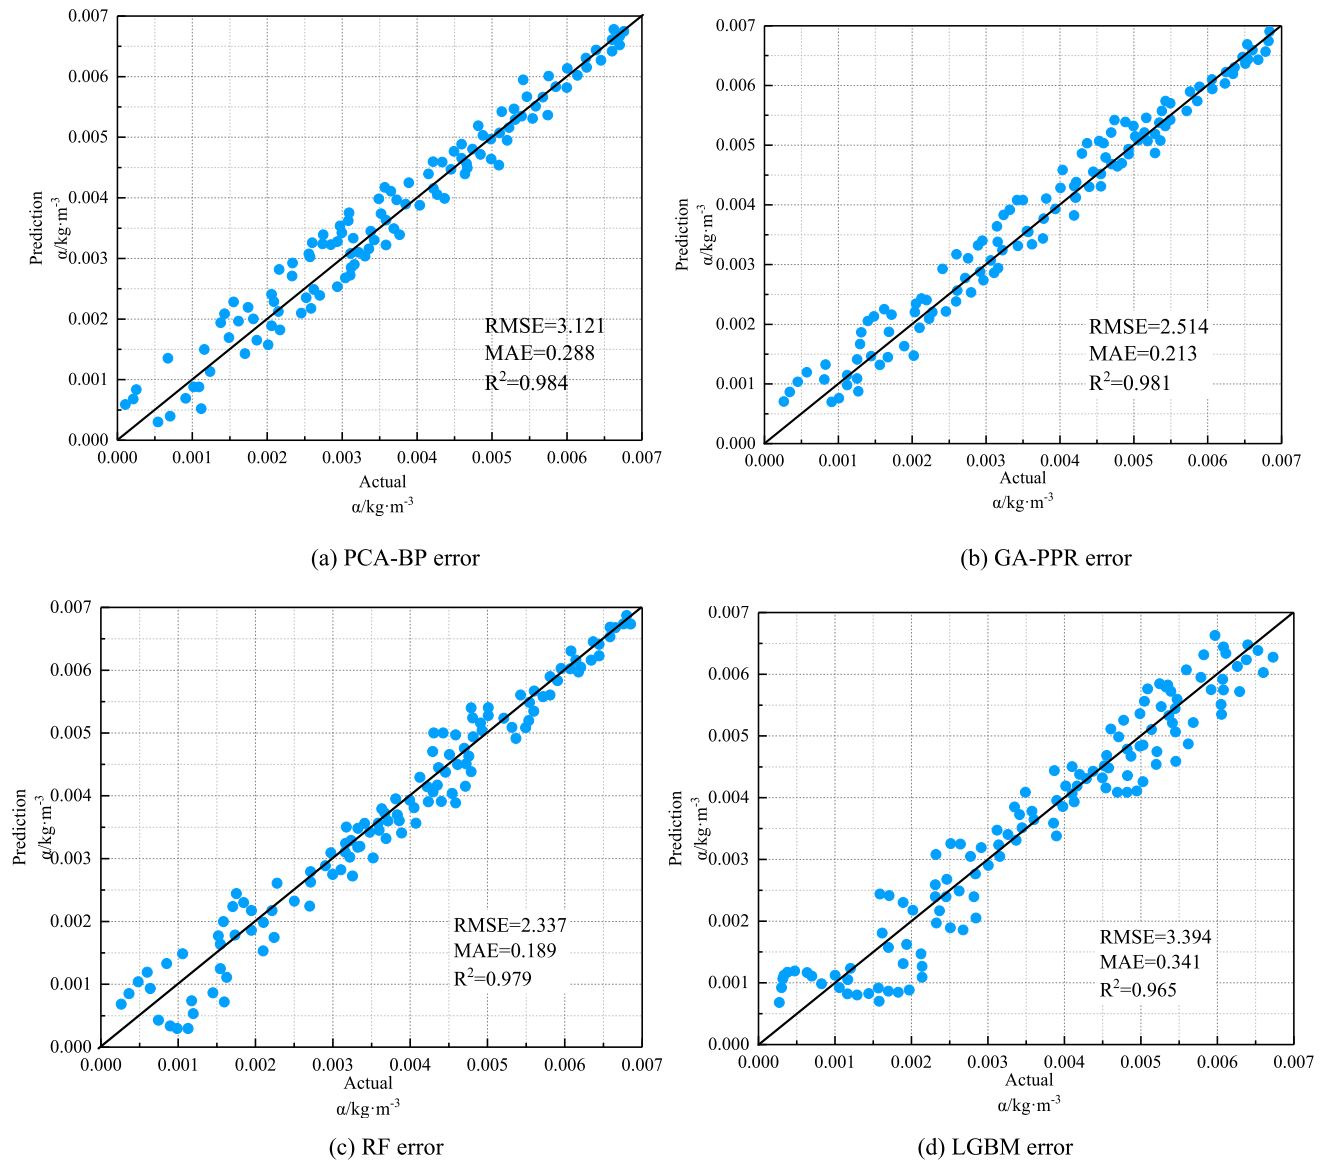 0.007
0.006
0.005
0.004
0.003
0.002
0.001
0.000
Prediction
α/kg·m⁻³
RMSE=3.121
MAE=0.288
R²=0.984
0.000 0.001 0.002 0.003 0.004 0.005 0.006 0.007
Actual
α/kg·m⁻³
(a) PCA-BP error
0.007
0.006
0.005
0.004
0.003
0.002
0.001
0.000
Prediction
α/kg·m⁻³
RMSE=2.514
MAE=0.213
R²=0.981
0.000 0.001 0.002 0.003 0.004 0.005 0.006 0.007
Actual
α/kg·m⁻³
(b) GA-PPR error
0.007
0.006
0.005
0.004
0.003
0.002
0.001
0.000
Prediction
α/kg·m⁻³
RMSE=2.337
MAE=0.189
R²=0.979
0.000 0.001 0.002 0.003 0.004 0.005 0.006 0.007
Actual
α/kg·m⁻³
(c) RF error
0.007
0.006
0.005
0.004
0.003
0.002
0.001
0.000
Prediction
α/kg·m⁻³
RMSE=3.394
MAE=0.341
R²=0.965
0.000 0.001 0.002 0.003 0.004 0.005 0.006 0.007
Actual
α/kg·m⁻³
(d) LGBM error